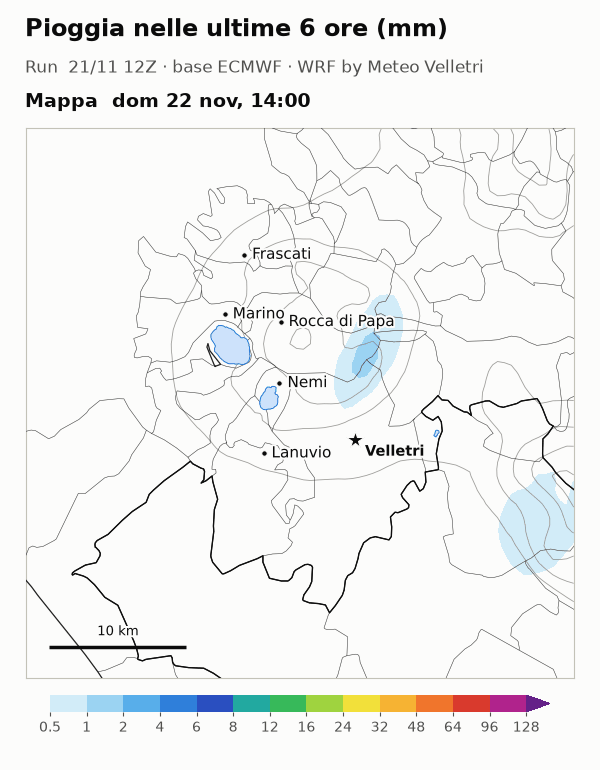 Pioggia nelle ultime 6 ore (mm)
Run  21/11 12Z · base ECMWF · WRF by Meteo Velletri
Mappa  dom 22 nov, 14:00
Frascati
Marino
Rocca di Papa
Nemi
Velletri
Lanuvio
10 km
0.5 1 2 4 6 8 12 16 24 32 48 64 96 128